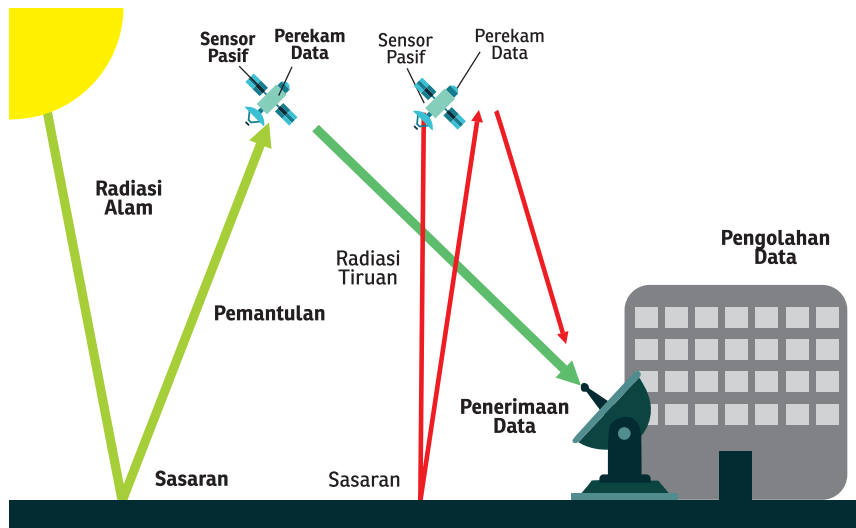 Sensor
Pasif
Perekam
Data
Sensor
Pasif
Perekam
Data
Radiasi
Alam
Pemantulan
Radiasi
Tiruan
Pengolahan
Data
Penerimaan
Data
Sasaran
Sasaran